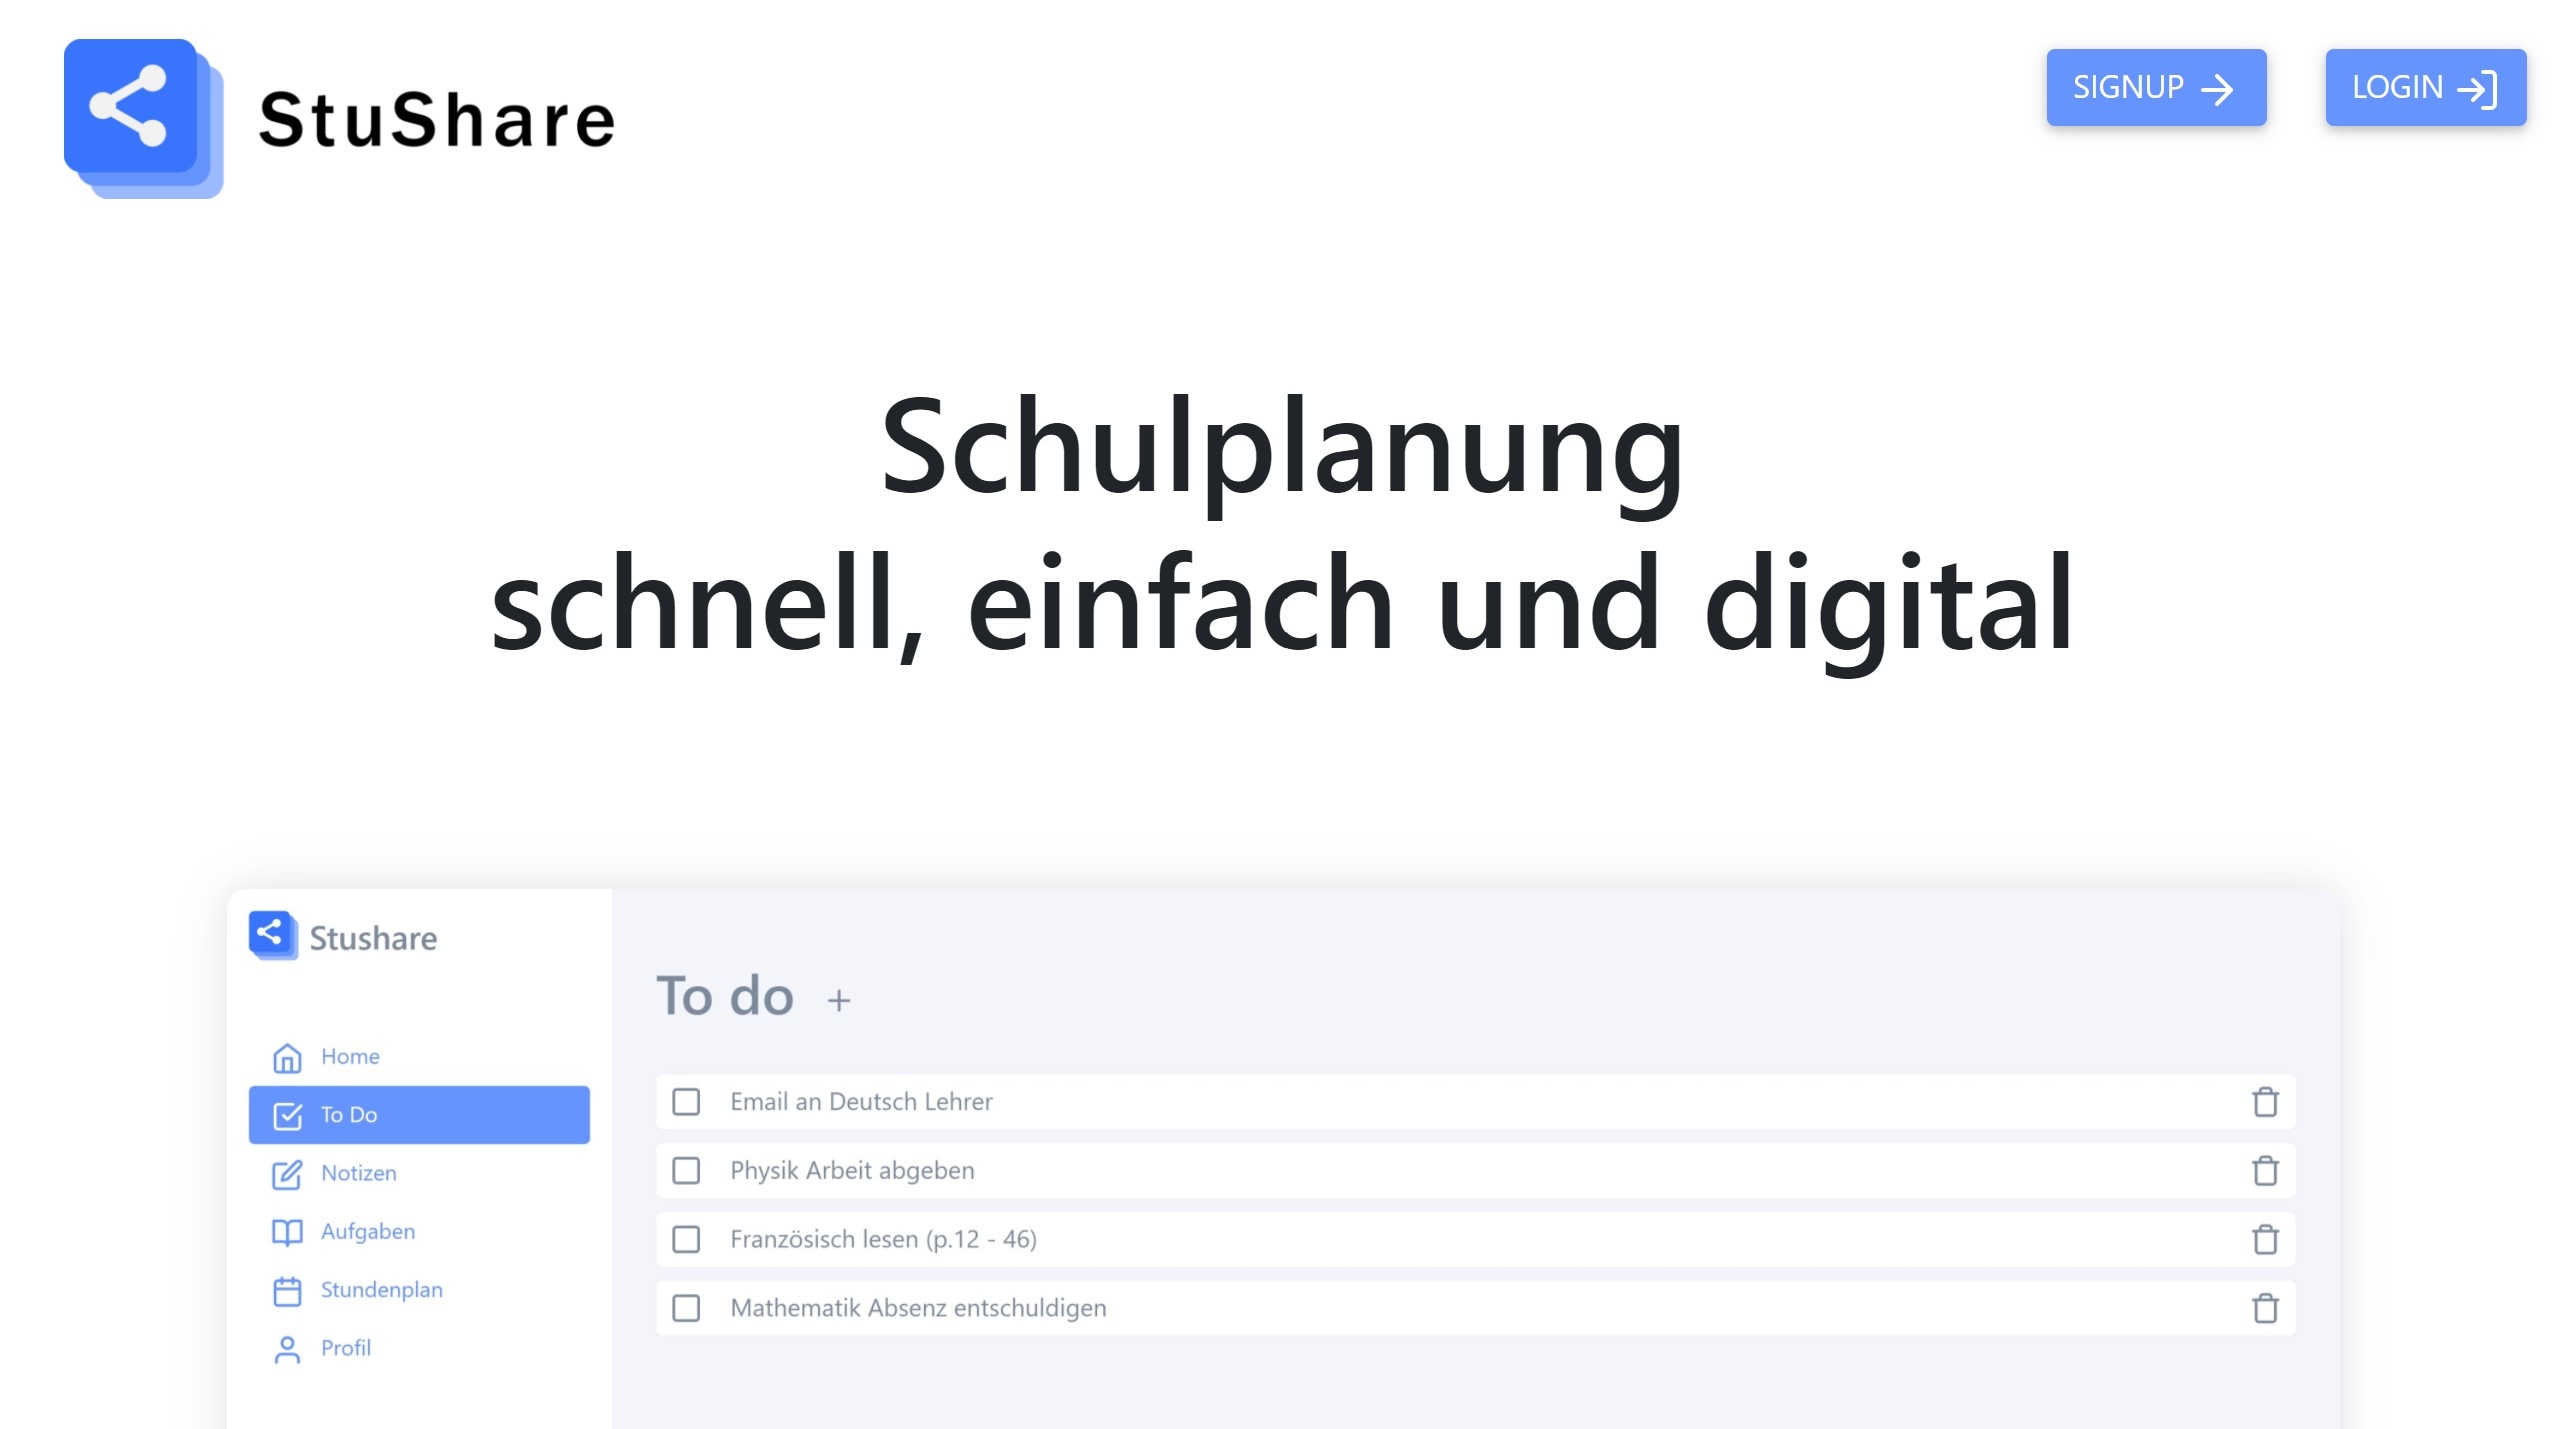 StuShare
SIGNUP
LOGIN
Schulplanung
schnell, einfach und digital
Stushare
Home
To Do
Notizen
Aufgaben
Stundenplan
Profil
To do +
Email an Deutsch Lehrer
Physik Arbeit abgeben
Französisch lesen (p.12 - 46)
Mathematik Absenz entschuldigen